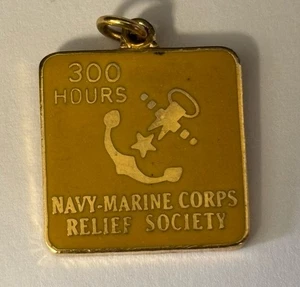 300
HOURS
NAVY-MARINE CORPS
RELIEF SOCIETY